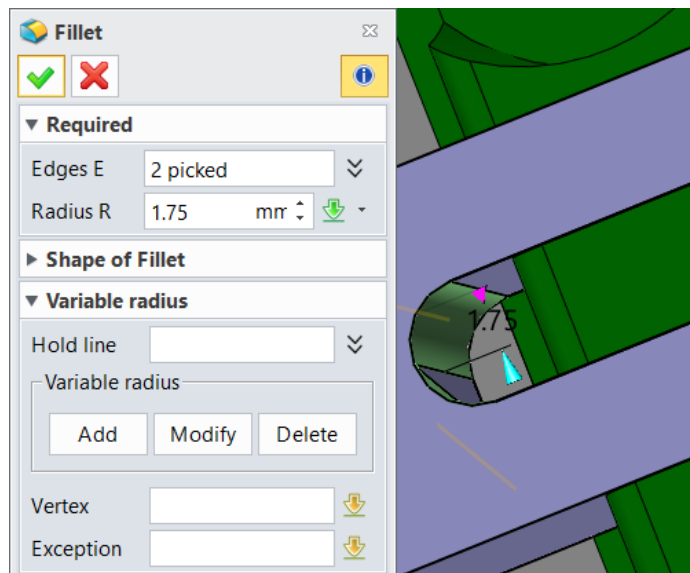 Fillet
Required
Edges E 2 picked
Radius R 1.75 mm
Shape of Fillet
Variable radius
Hold line
Variable radius
Add Modify Delete
Vertex
Exception
1.75